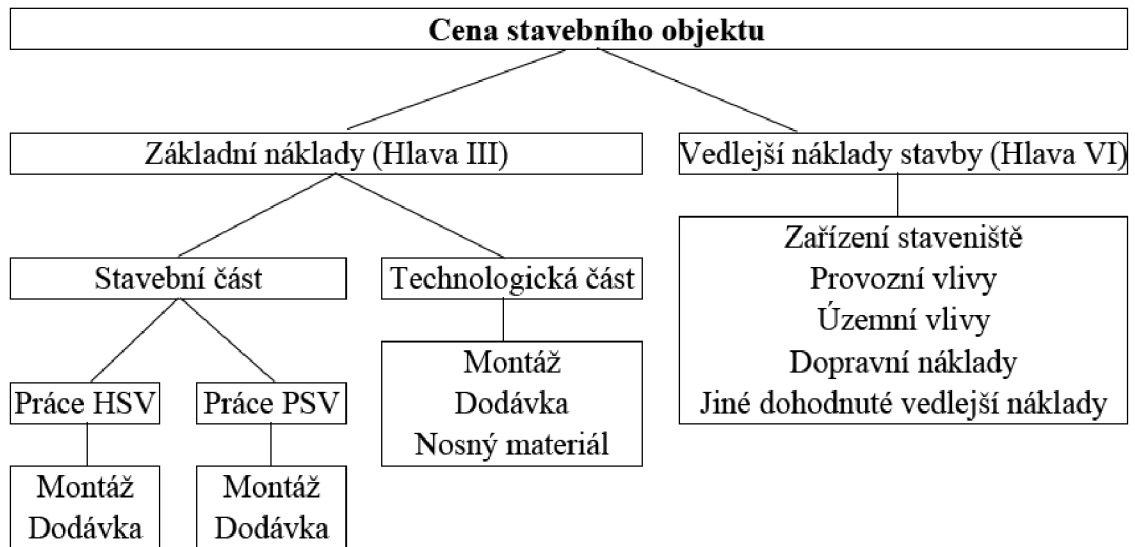 Cena stavebního objektu
Základní náklady (Hlava III)
Vedlejší náklady stavby (Hlava VI)
Stavební část
Technologická část
Zařízení staveniště
Provozní vlivy
Územní vlivy
Dopravní náklady
Jiné dohodnuté vedlejší náklady
Montáž
Dodávka
Nosný materiál
Práce HSV
Práce PSV
Montáž
Dodávka
Montáž
Dodávka